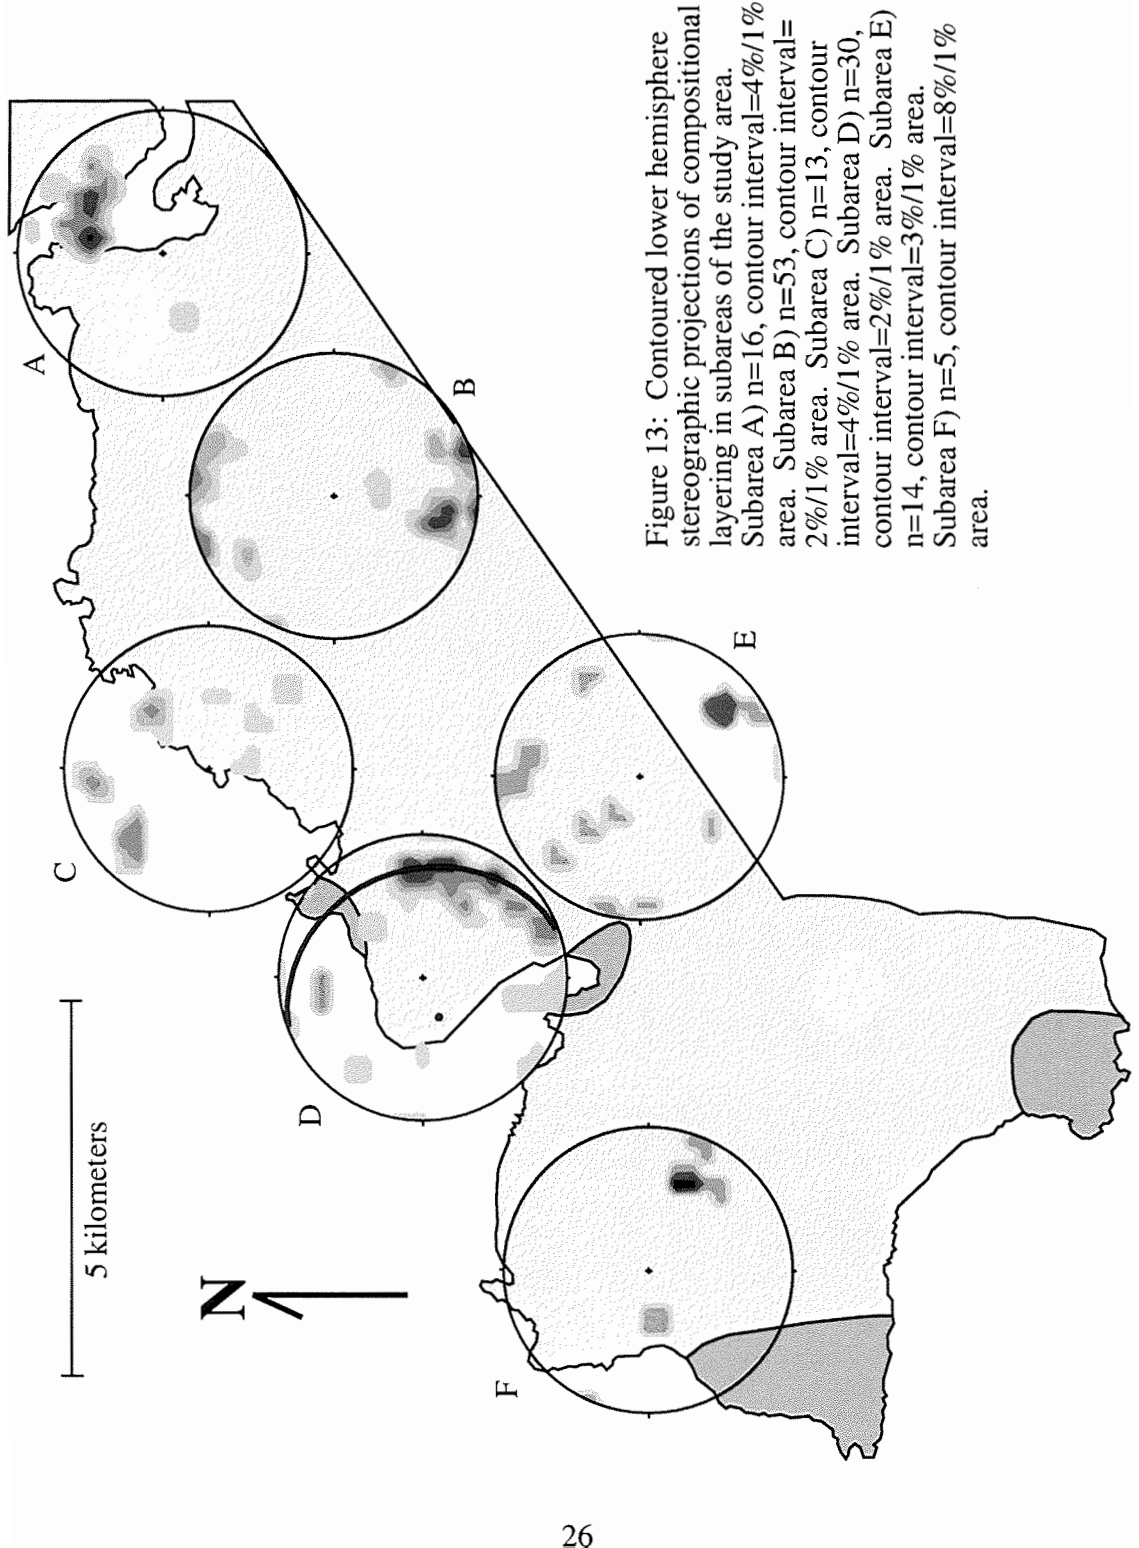 A
B
C
D
E
F
5 kilometers
N
Figure 13: Contoured lower hemisphere
stereographic projections of compositional
layering in subareas of the study area.
Subarea A) n=16, contour interval=4%/1%
area. Subarea B) n=53, contour interval=
2%/1% area. Subarea C) n=13, contour
interval=4%/1% area. Subarea D) n=30,
contour interval=2%/1% area. Subarea E)
n=14, contour interval=3%/1% area.
Subarea F) n=5, contour interval=8%/1%
area.
26